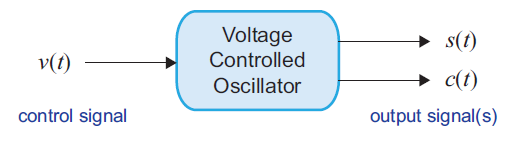 Voltage
Controlled
Oscillator
v(t)
s(t)
c(t)
control signal
output signal(s)